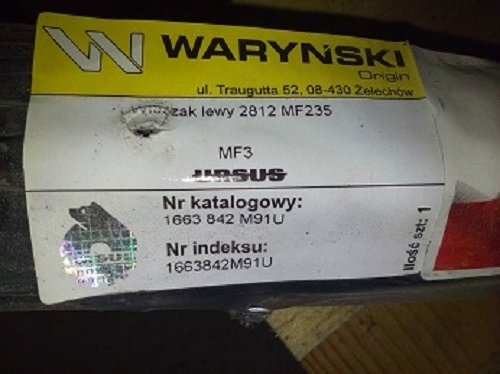 W WARYŃSKI
Origin
ul. Traugutta 52, 08-430 Żelechów
lewy 2812 MF235
MF3
URSUS
Nr katalogowy:
1663 842 M91U
Nr indeksu:
1663842M91U
Ilość szt: 1